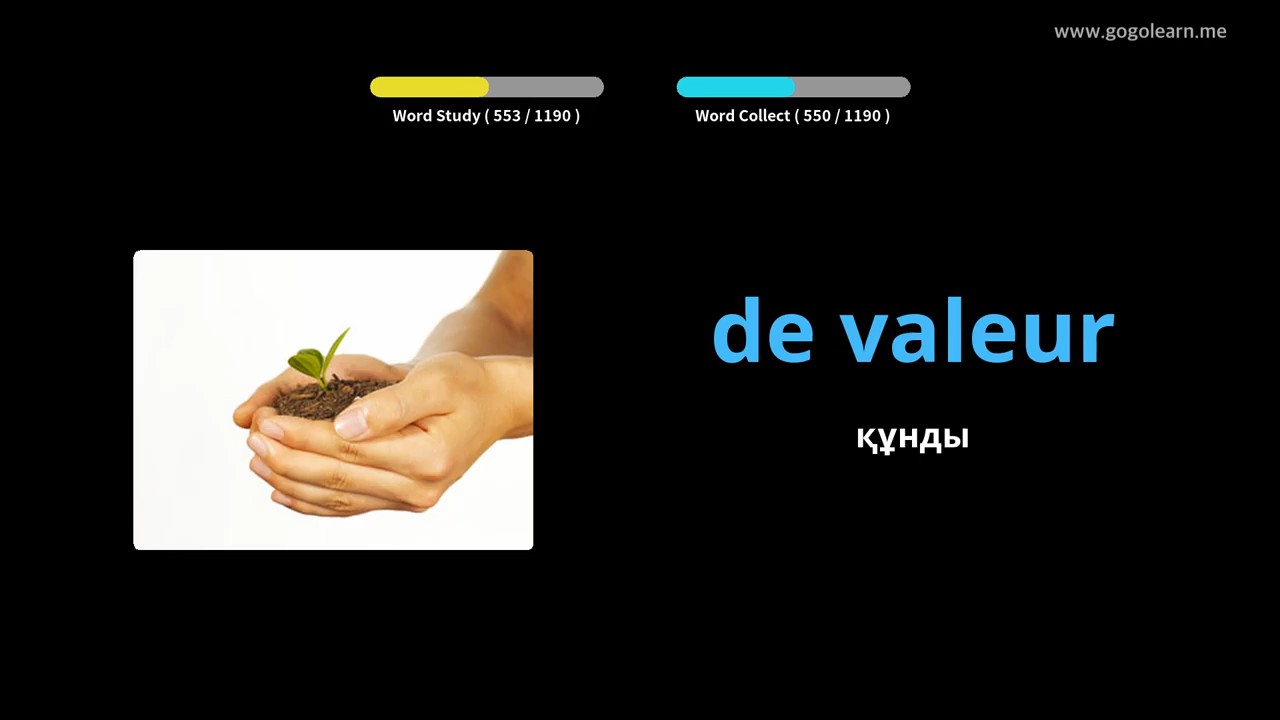 www.gogolearn.me
Word Study ( 553 / 1190 )
Word Collect ( 550 / 1190 )
de valeur
құнды